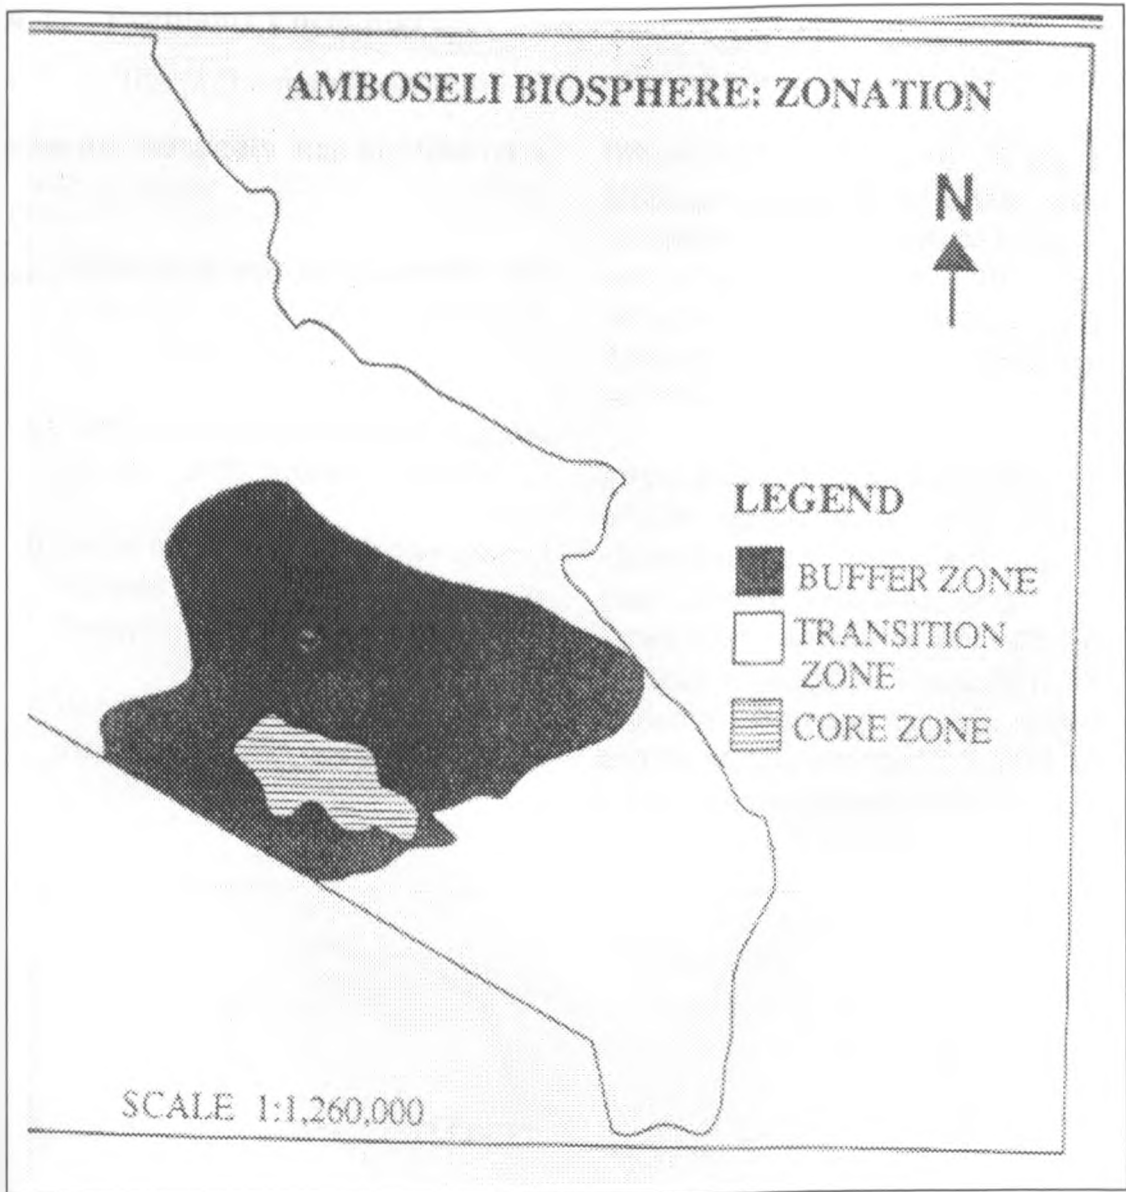 AMBOSELI BIOSPHERE: ZONATION
N
LEGEND
BUFFER ZONE
TRANSITION
ZONE
CORE ZONE
SCALE 1:1,260,000